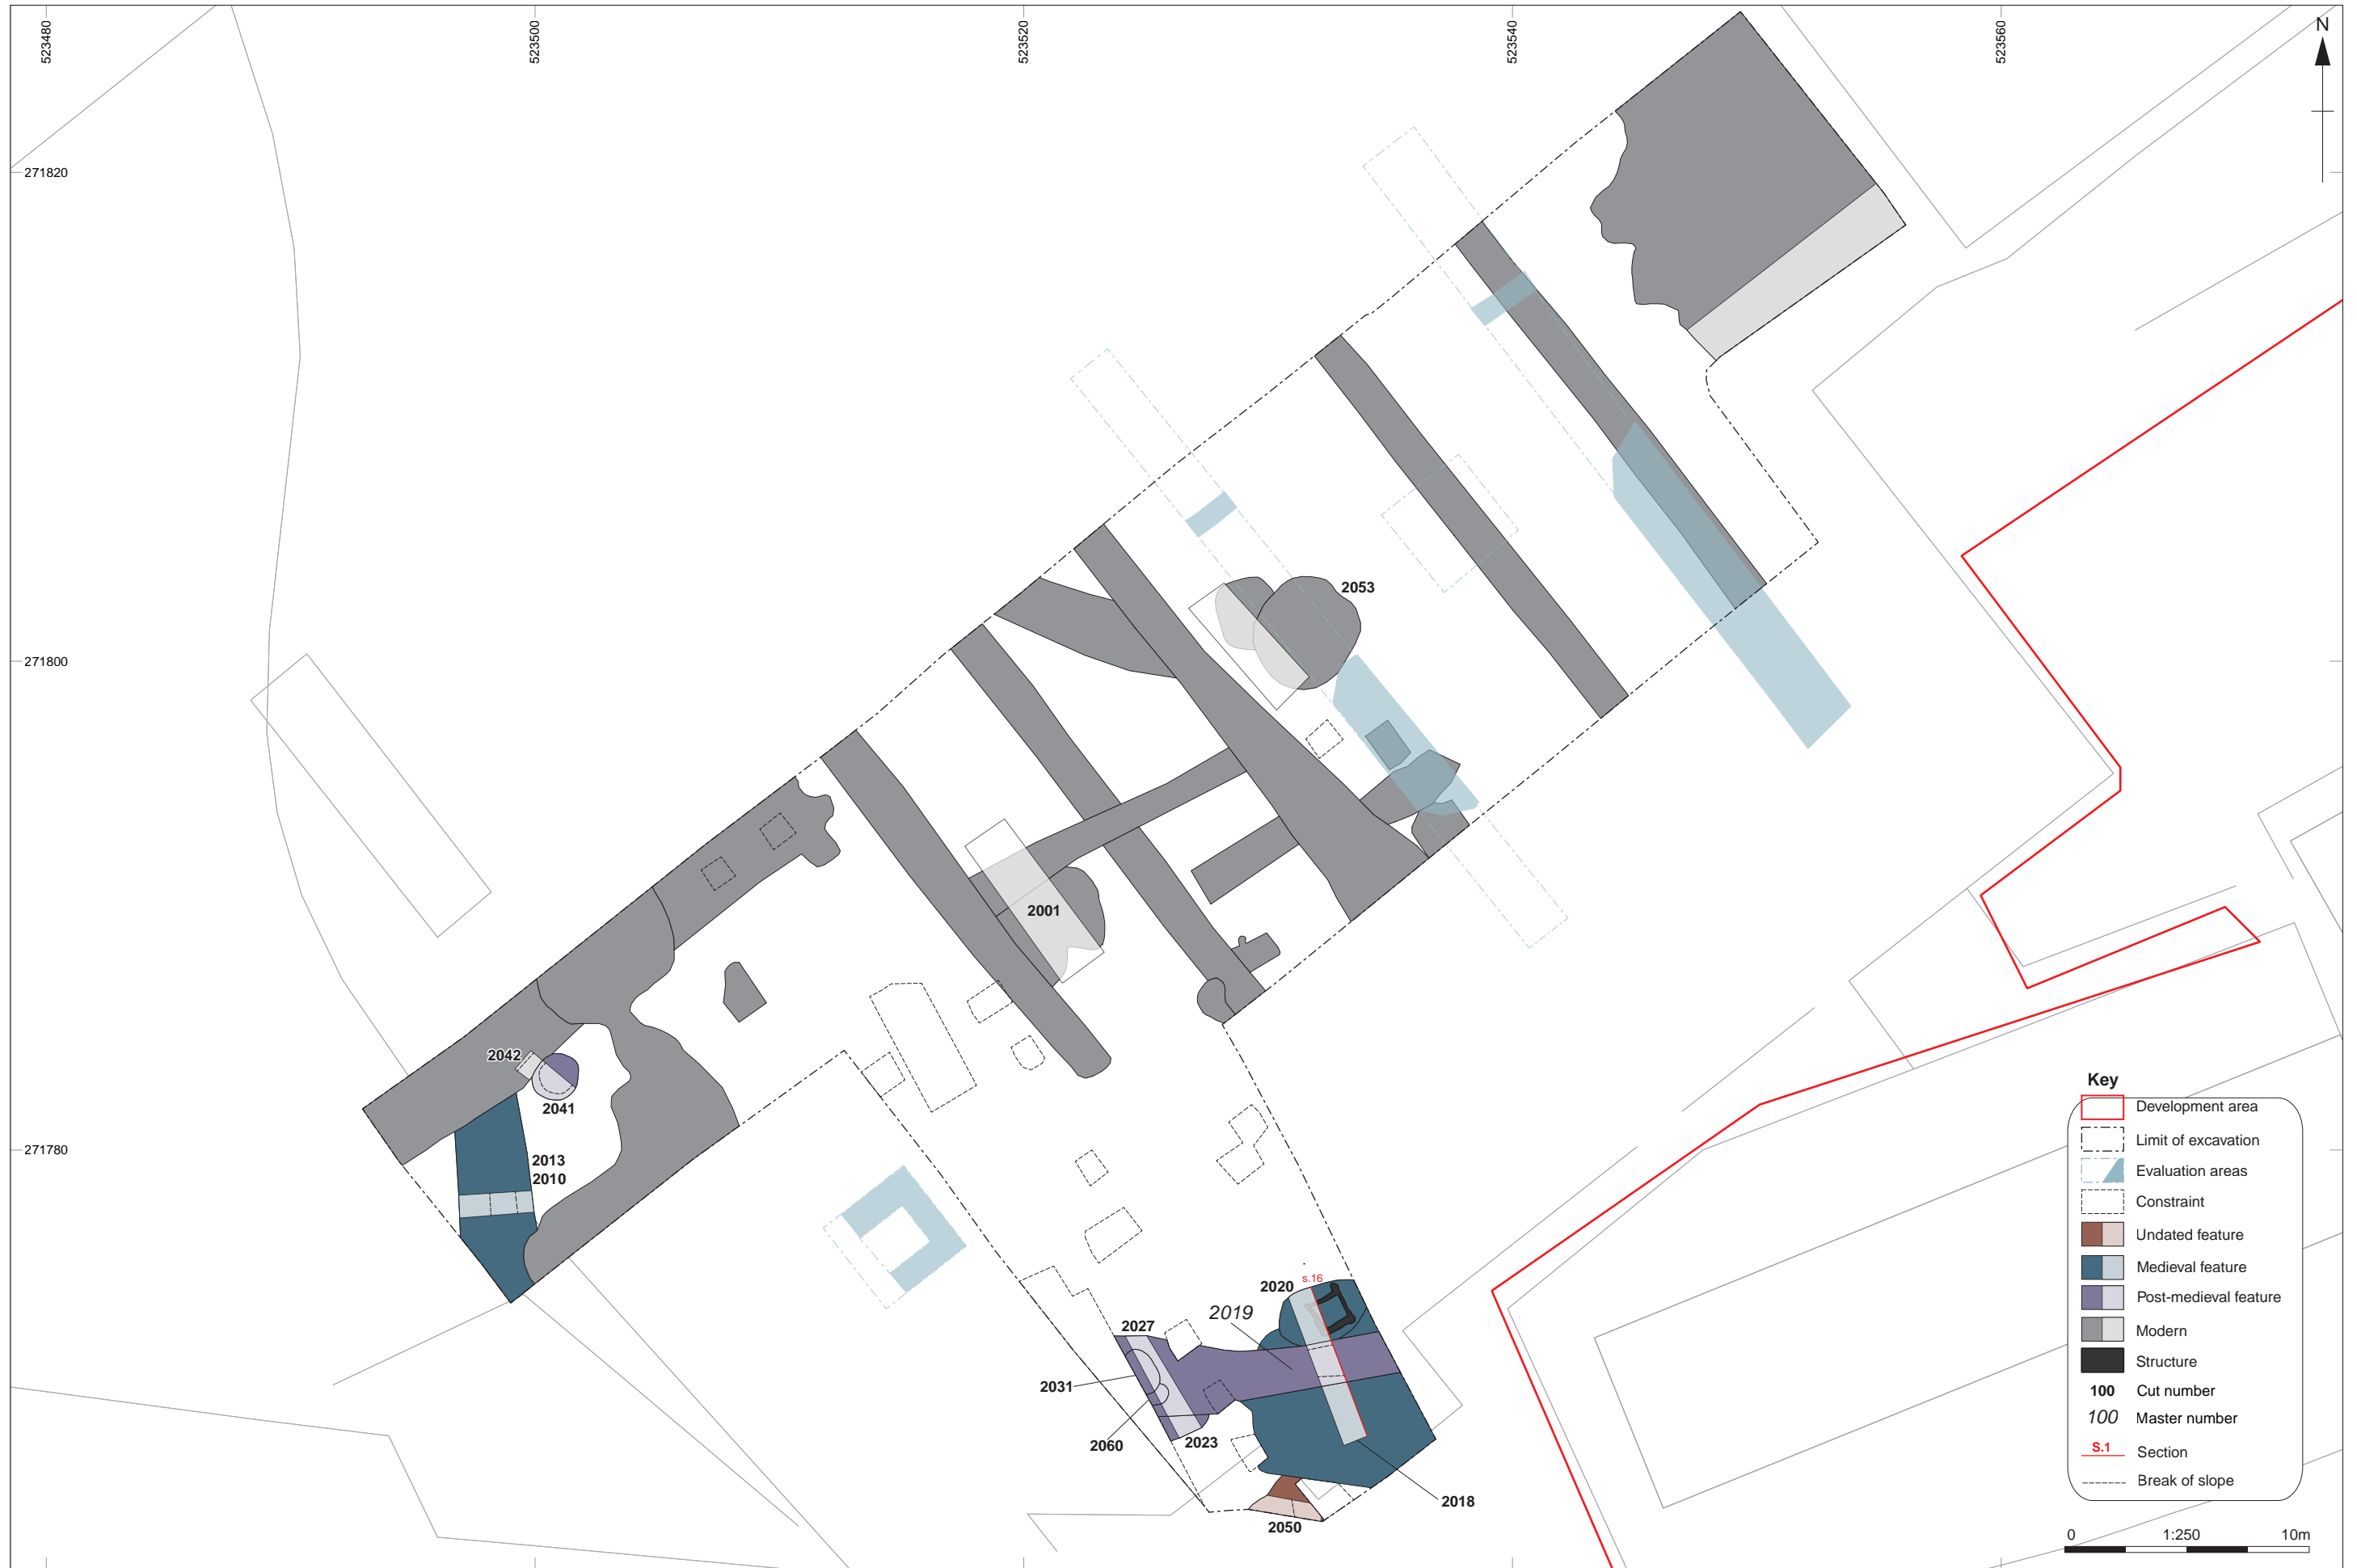 523480
523500
523520
523540
523560
N
271820
271800
271780
2053
2001
2042
2041
2013
2010
2020
s.16
2019
2027
2031
2060
2023
2018
2050
Key
Development area
Limit of excavation
Evaluation areas
Constraint
Undated feature
Medieval feature
Post-medieval feature
Modern
Structure
100 Cut number
100 Master number
S.1 Section
Break of slope
0 1:250 10m